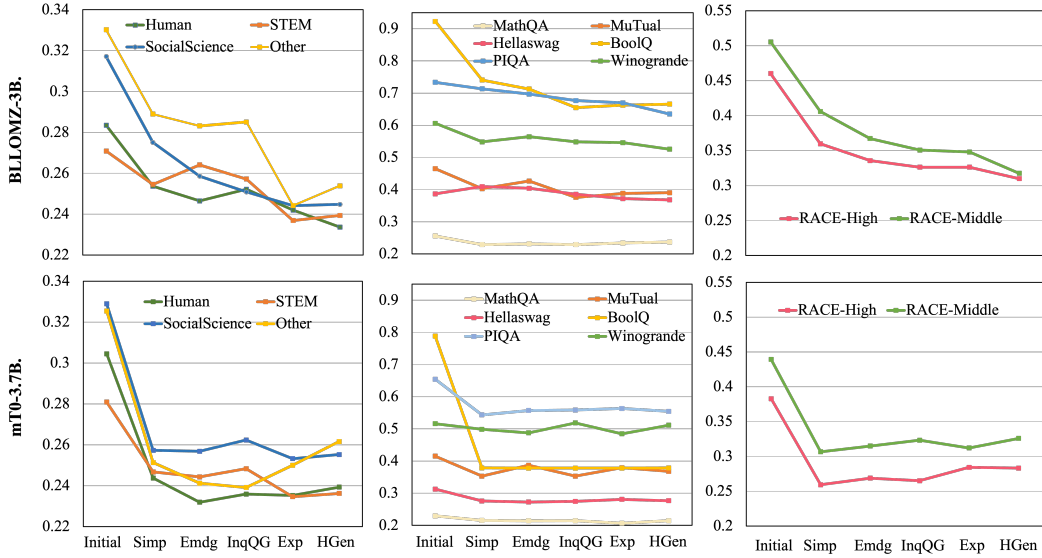 BLLOMZ-3B.
0.34
0.32
0.3
0.28
0.26
0.24
0.22
Human
STEM
SocialScience
Other
0.9
0.8
0.7
0.6
0.5
0.4
0.3
0.2
MathQA
MuTual
Hellaswag
BoolQ
PIQA
Winogrande
0.55
0.5
0.45
0.4
0.35
0.3
0.25
0.2
RACE-High
RACE-Middle
mT0-3.7B.
0.34
0.32
0.3
0.28
0.26
0.24
0.22
Human
STEM
SocialScience
Other
Initial
Simp
Emdg
InqQG
Exp
HGen
0.9
0.8
0.7
0.6
0.5
0.4
0.3
0.2
MathQA
MuTual
Hellaswag
BoolQ
PIQA
Winogrande
Initial
Simp
Emdg
InqQG
Exp
HGen
0.55
0.5
0.45
0.4
0.35
0.3
0.25
0.2
RACE-High
RACE-Middle
Initial
Simp
Emdg
InqQG
Exp
HGen